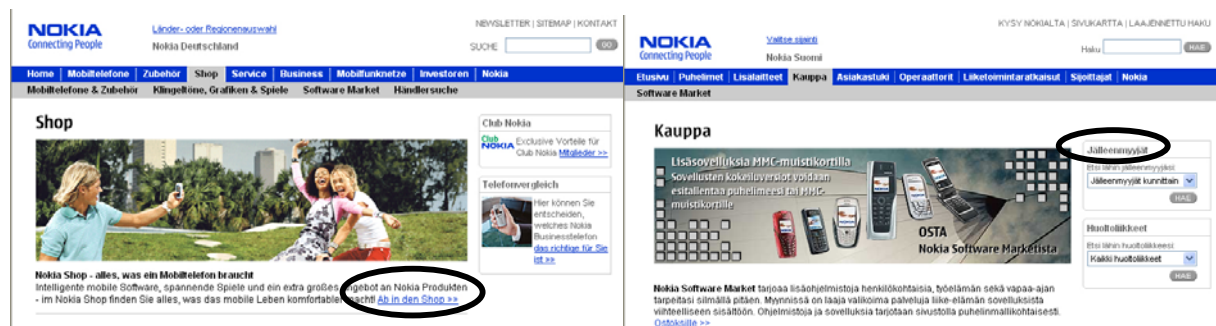 NOKIA
Connecting People
Länder- oder Regionenauswahl
Nokia Deutschland
NEWSLETTER | SITEMAP | KONTAKT
SUCHE
GO
Home | Mobiltelefone | Zubehör | Shop | Service | Business | Mobilfunknetze | Investoren | Nokia
Mobiltelefone & Zubehör Klingeltöne, Grafiken & Spiele Software Market Händlersuche
Shop
Club Nokia
Club NOKIA
Exclusive Vorteile für
Club Nokia Mitglieder >>
Telefonvergleich
Hier können Sie
entscheiden,
welches Nokia
Businesstelefon
das richtige für Sie
ist >>
Nokia Shop - alles, was ein Mobiltelefon braucht
Intelligente mobile Software, spannende Spiele und ein extra großes Angebot an Nokia Produkten
- im Nokia Shop finden Sie alles, was das mobile Leben komfortabler macht! Ab in den Shop >>
NOKIA
Connecting People
Valitse sijainti
Nokia Suomi
KYSY NOKIALTA | SIVUKARTTA | LAAJENNETTU HAKU
Haku
HAE
Etusivu | Puhelimet | Lisälaitteet | Kauppa | Asiakastuki | Operaattorit | Liiketoimintaratkaisut | Sijoittajat | Nokia
Software Market
Kauppa
Lisäsovelluksia MMC-muistikortilla
Sovellusten kokeiluversiot voidaan
esitallentaa puhelimeesi tai MMC-
muistikortille
OSTA
Nokia Software Marketista
Jälleenmyyjät
Etsi lähin jälleenmyyjäsi:
Jälleenmyyjät kunnittain
HAE
Huoltoliikkeet
Etsi lähin huoltoliikkeesi:
Kaikki huoltoliikkeet
HAE
Nokia Software Market tarjoaa lisäohjelmistoja henkilökohtaisia, työelämän sekä vapaa-ajan
tarpeitasi silmällä pitäen. Myynnissä on laaja valikoima palveluja liike-elämän sovelluksista
viihteelliseen sisältöön. Ohjelmistoja ja sovelluksia tarjotaan sivustolla puhelinmallikohtaisesti.
Ostoksille >>